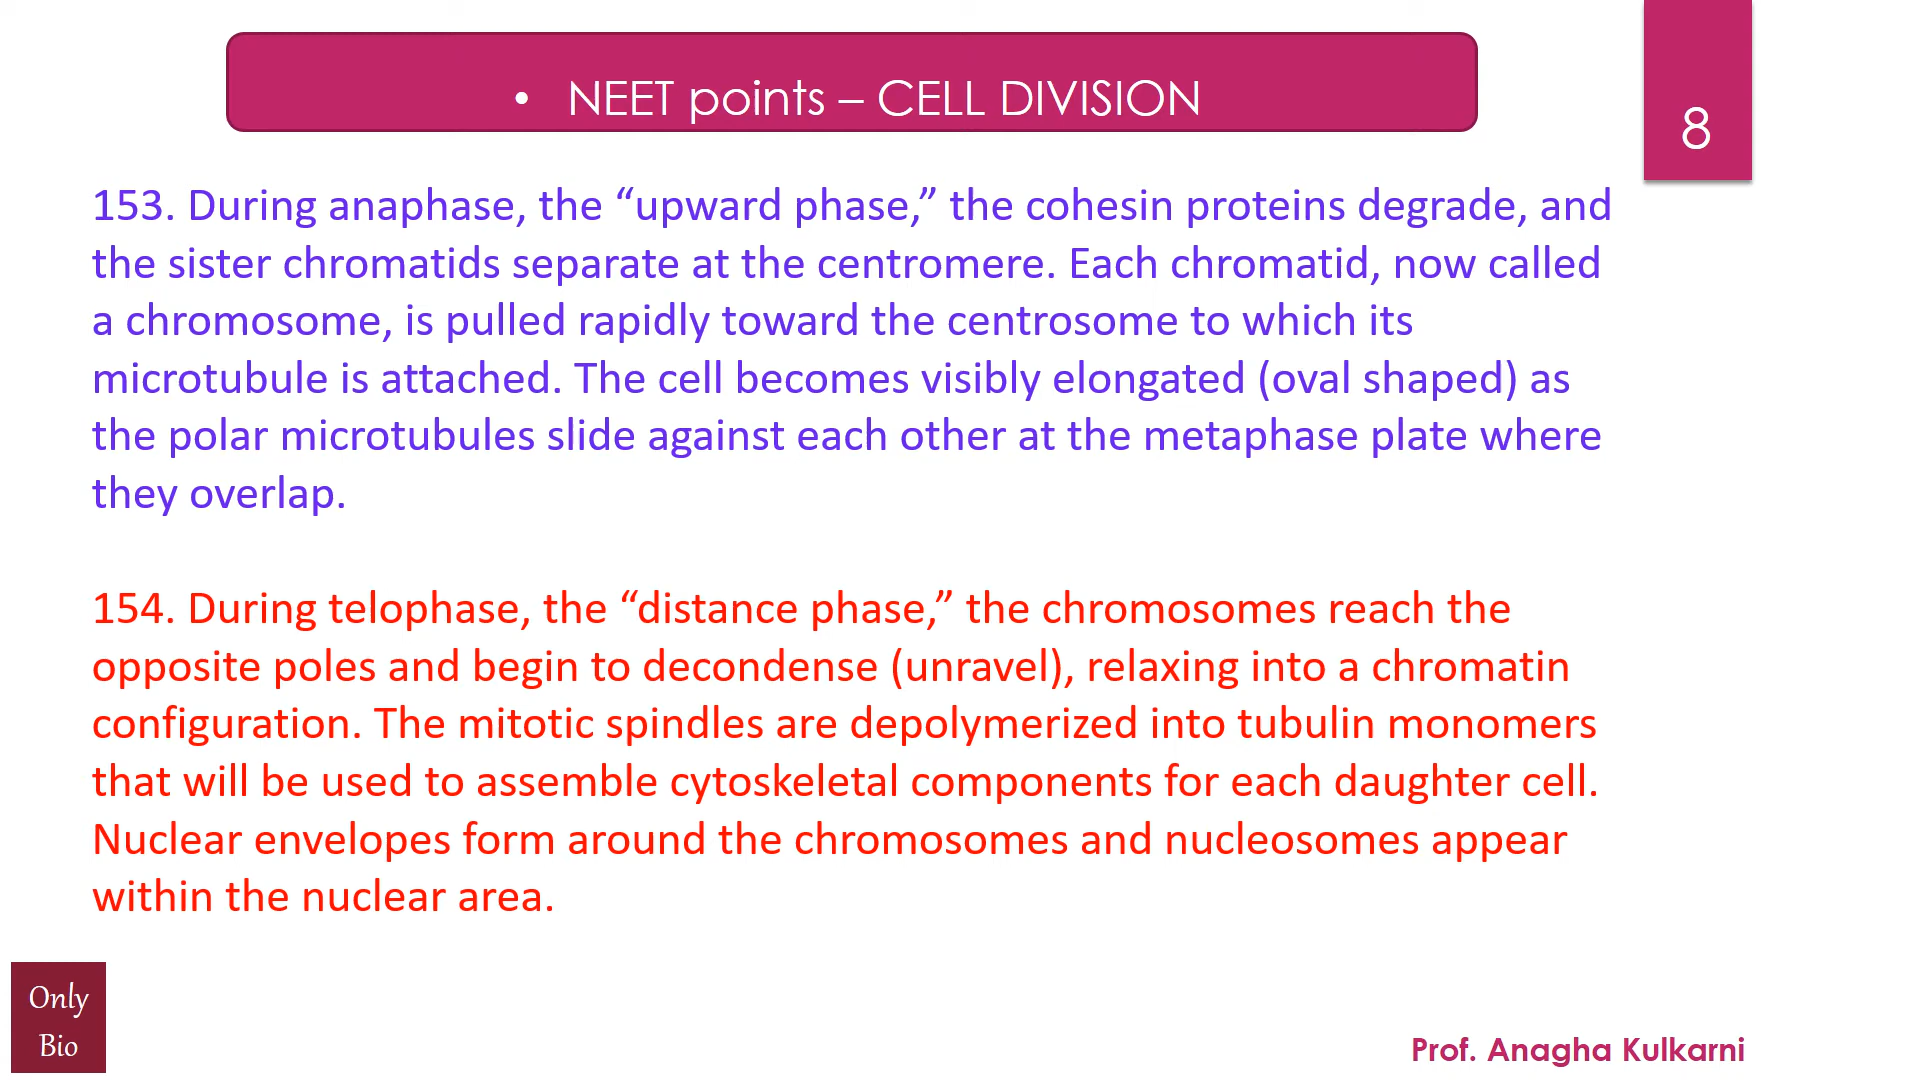 • NEET points – CELL DIVISION
8
153. During anaphase, the “upward phase,” the cohesin proteins degrade, and
the sister chromatids separate at the centromere. Each chromatid, now called
a chromosome, is pulled rapidly toward the centrosome to which its
microtubule is attached. The cell becomes visibly elongated (oval shaped) as
the polar microtubules slide against each other at the metaphase plate where
they overlap.
154. During telophase, the “distance phase,” the chromosomes reach the
opposite poles and begin to decondense (unravel), relaxing into a chromatin
configuration. The mitotic spindles are depolymerized into tubulin monomers
that will be used to assemble cytoskeletal components for each daughter cell.
Nuclear envelopes form around the chromosomes and nucleosomes appear
within the nuclear area.
Only
Bio
Prof. Anagha Kulkarni